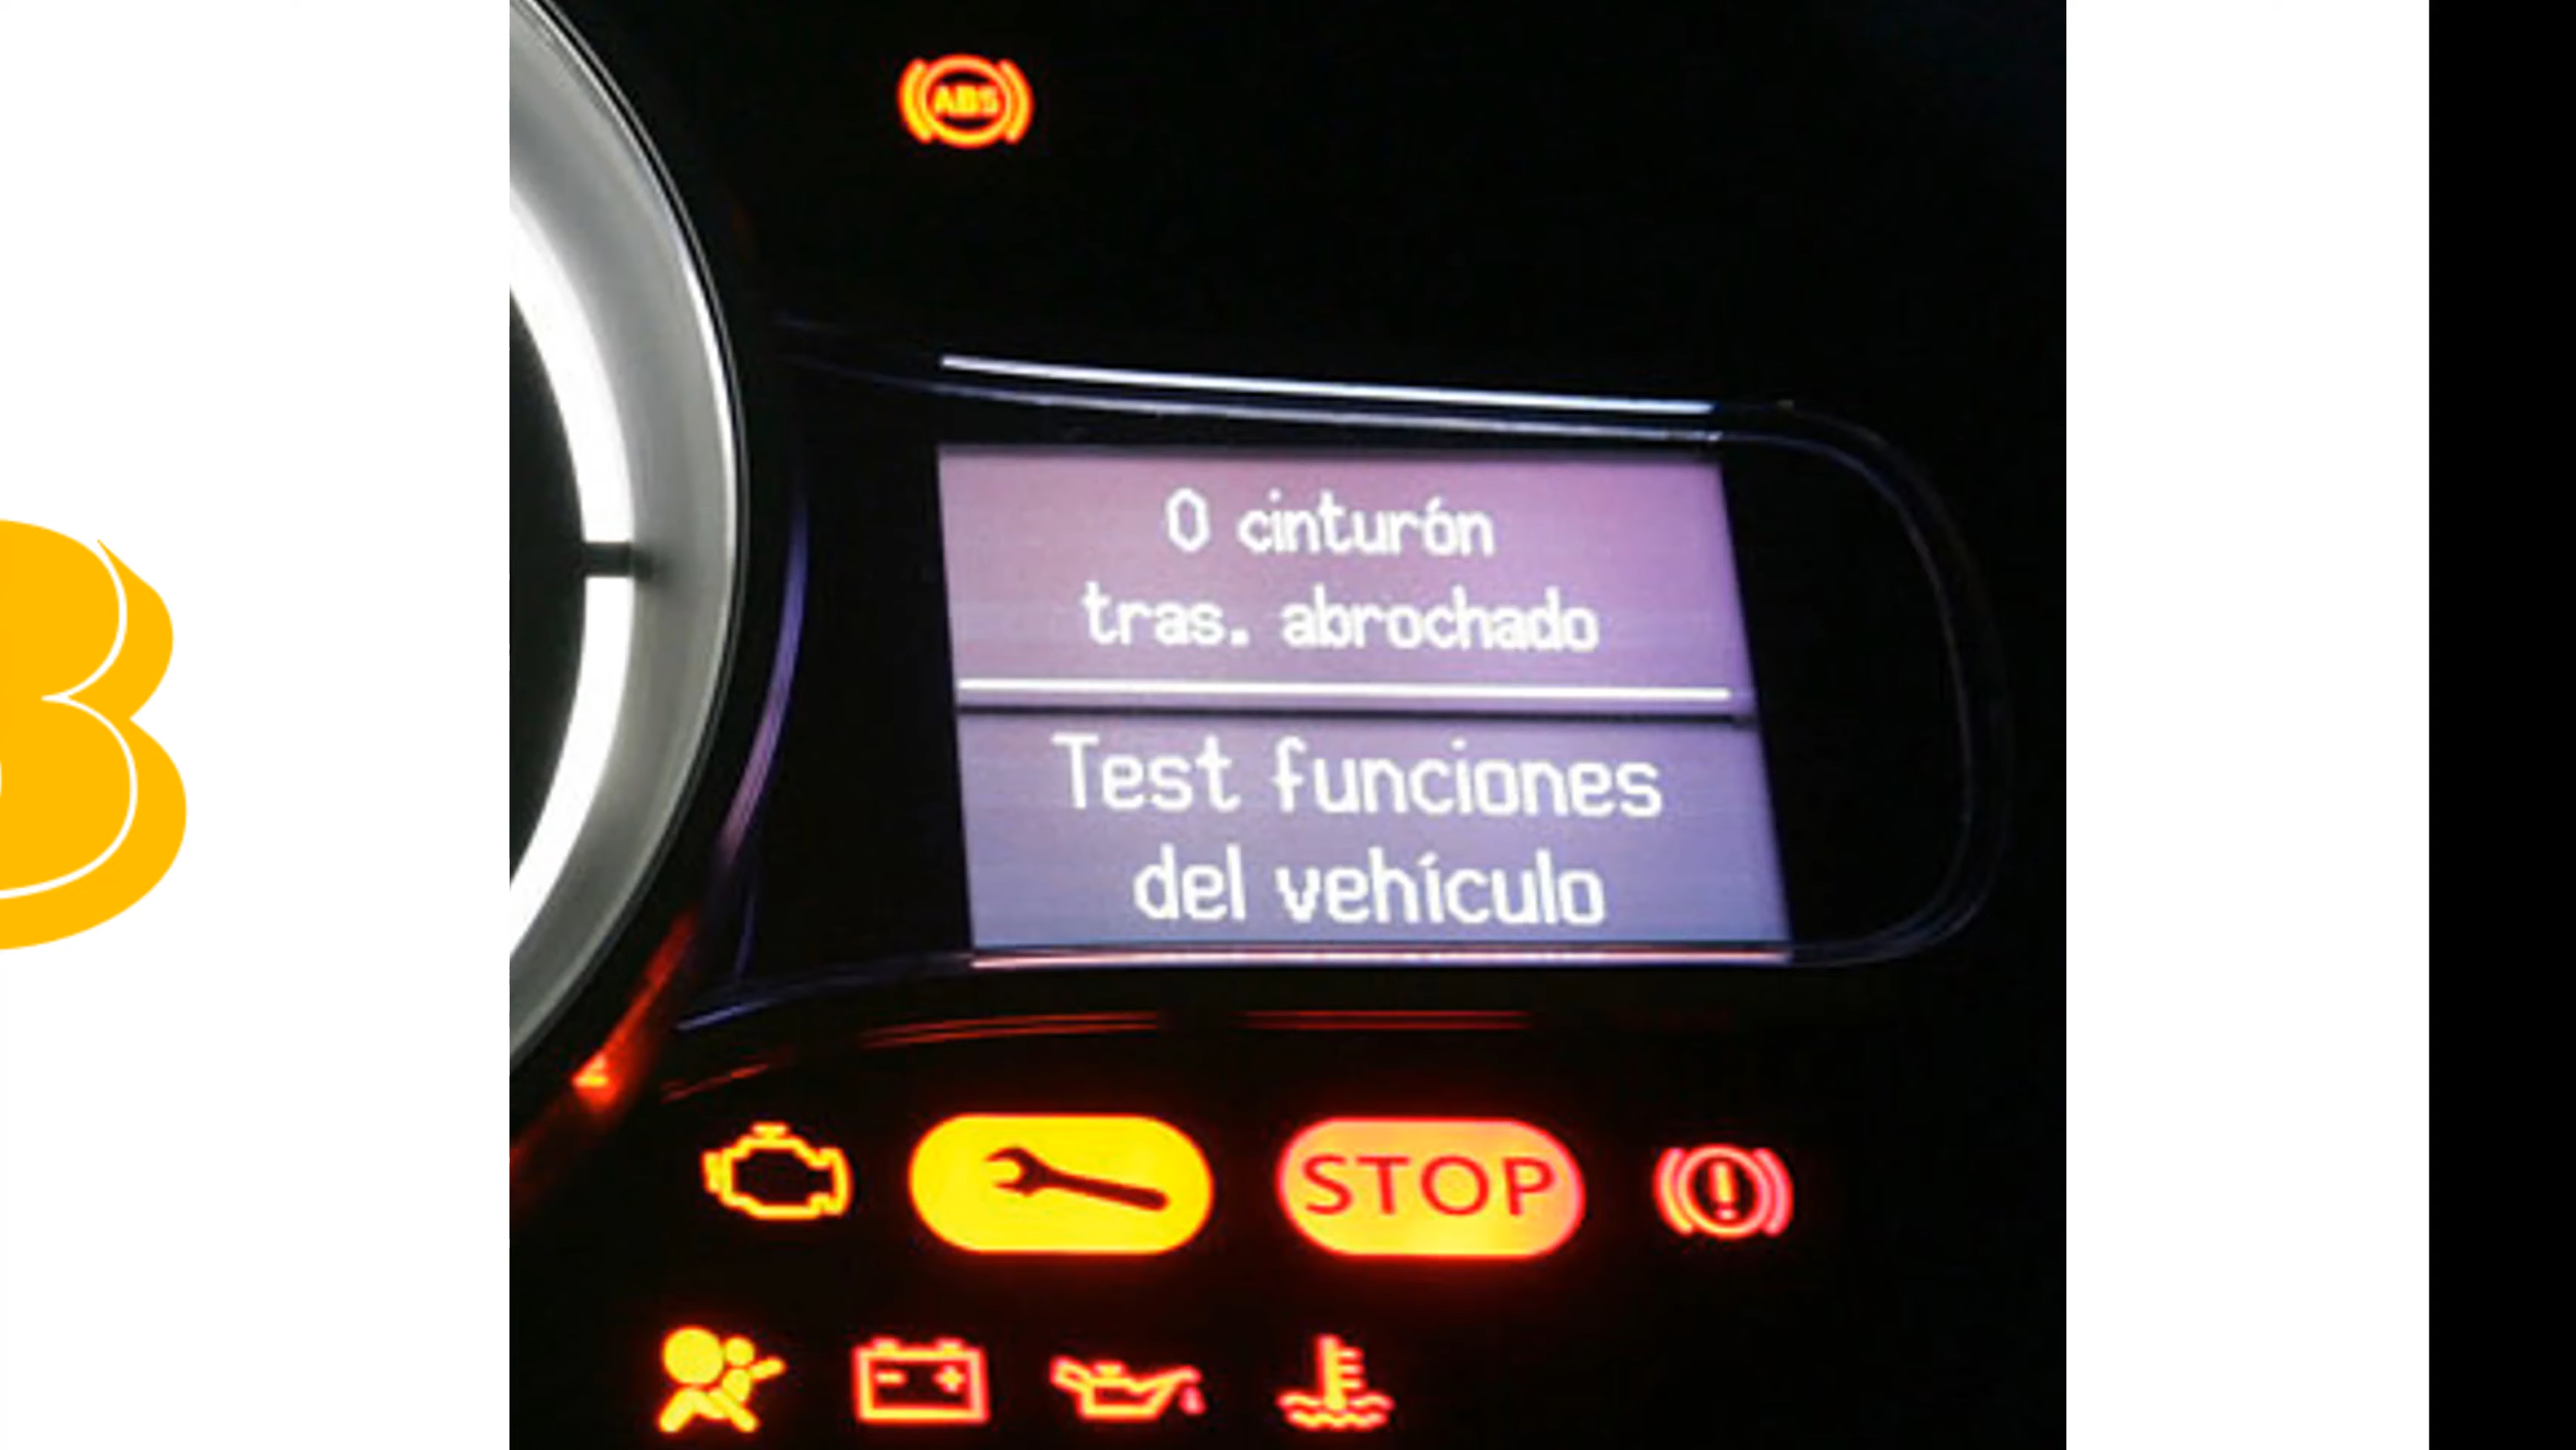 ABS
0 cinturón
tras. abrochado
Test funciones
del vehículo
STOP